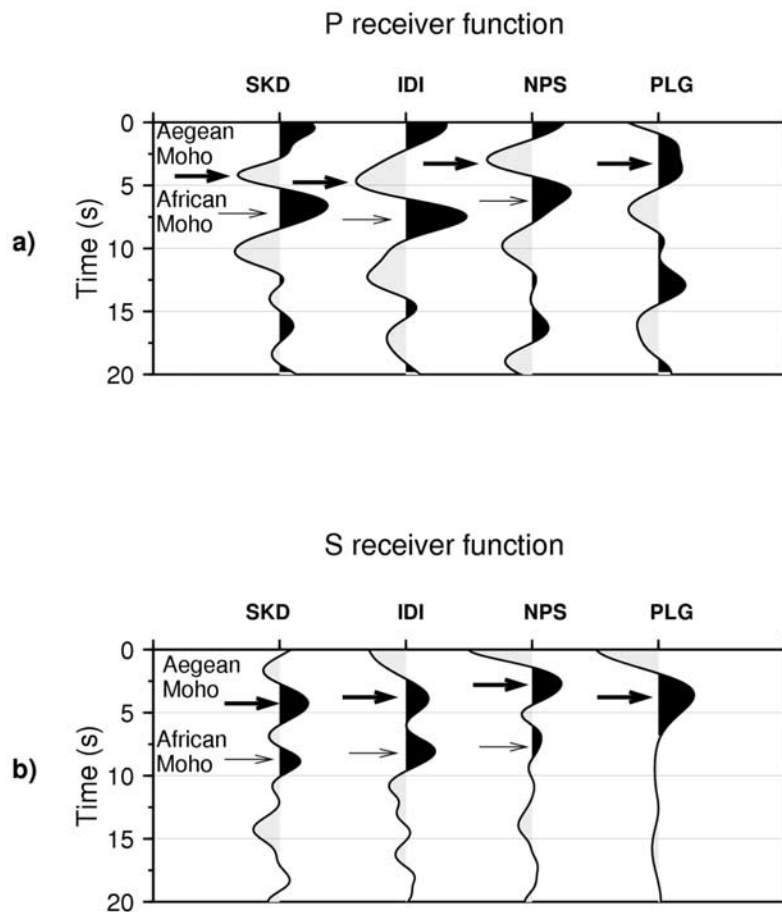 P receiver function
SKD IDI NPS PLG
0
Aegean
Moho
5
African
Moho
10
15
20
Time (s)
a)
S receiver function
SKD IDI NPS PLG
0
Aegean
Moho
5
African
Moho
10
15
20
Time (s)
b)